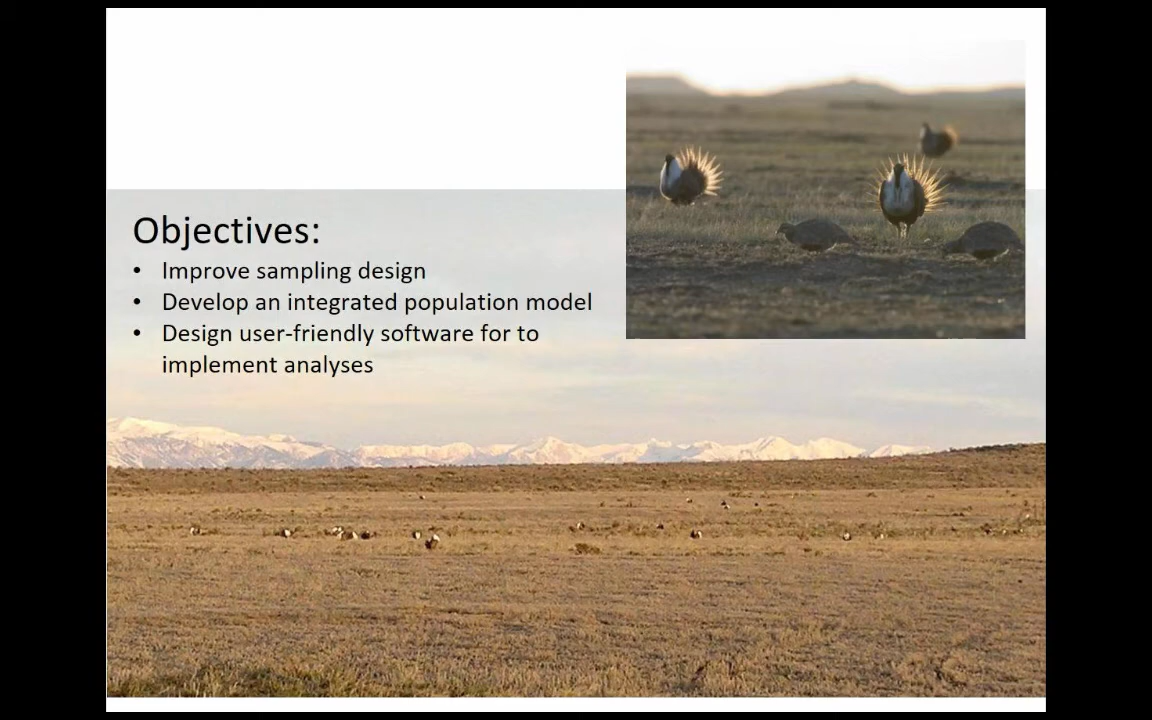 Objectives:
• Improve sampling design
• Develop an integrated population model
• Design user-friendly software for to
implement analyses